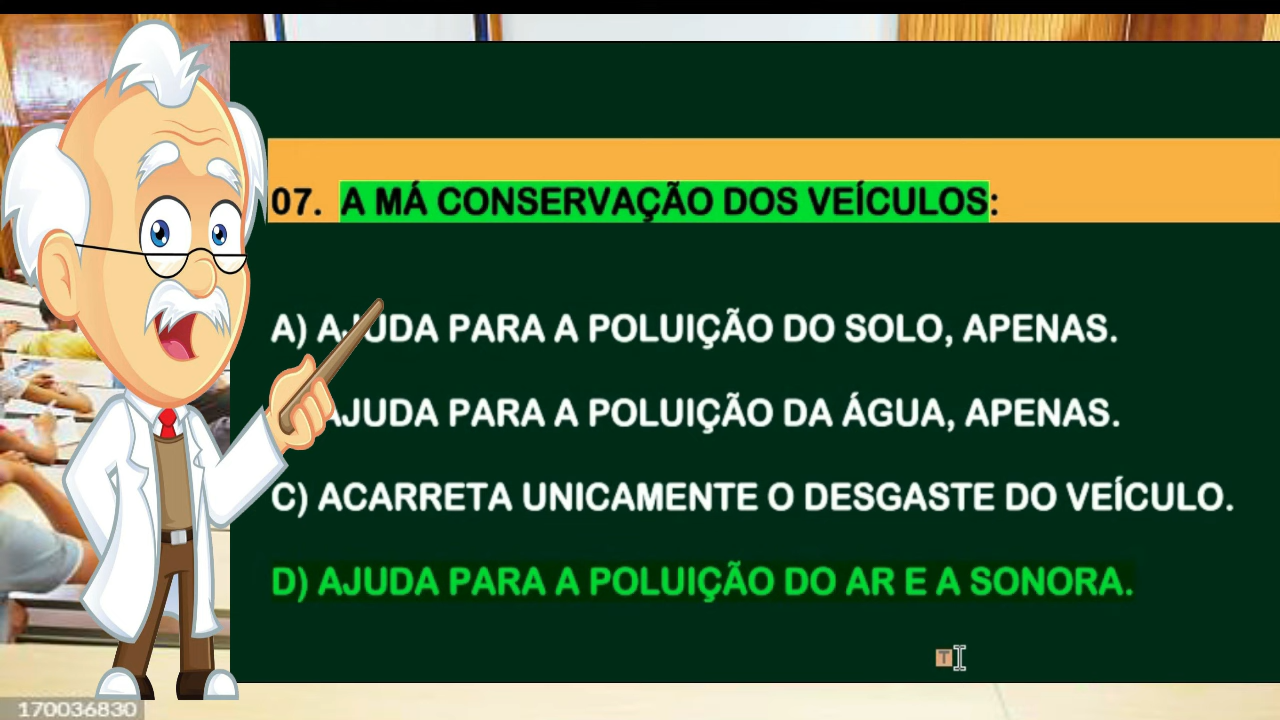 07. A MÁ CONSERVAÇÃO DOS VEÍCULOS:
A) AJUDA PARA A POLUIÇÃO DO SOLO, APENAS.
AJUDA PARA A POLUIÇÃO DA ÁGUA, APENAS.
C) ACARRETA UNICAMENTE O DESGASTE DO VEÍCULO.
D) AJUDA PARA A POLUIÇÃO DO AR E A SONORA.
T
170036830